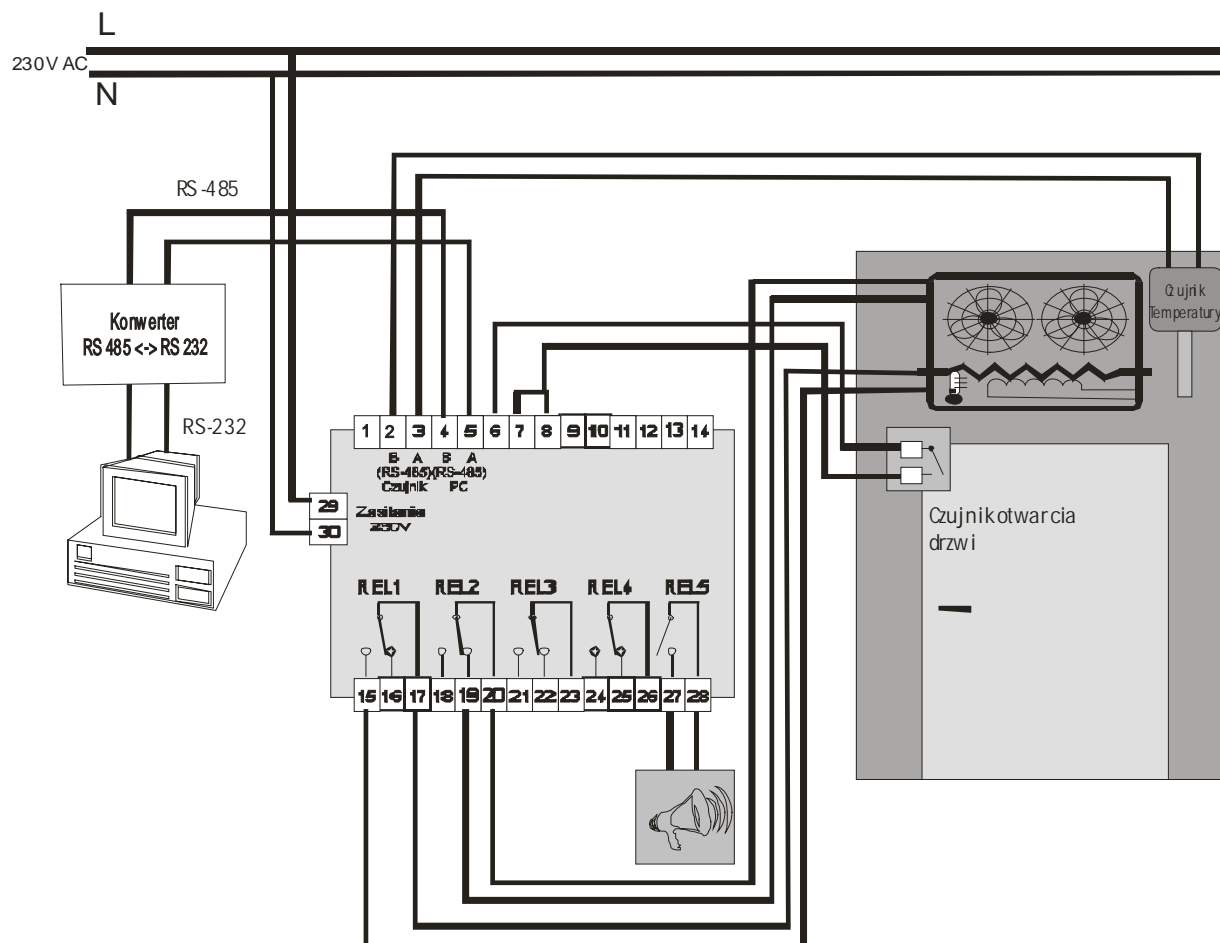 L
230V AC
N
RS-485
Konwerter
RS 485 <-> RS 232
RS-232
Czujnik
Temperatury
1 2 3 4 5 6 7 8 9 10 11 12 13 14
B A B A
(RS-485)(RS-485)
Czujnik PC
29
Zasilanie
230V
30
Czujnik otwarcia
drzwi
REL1 REL2 REL3 REL4 REL5
15 16 17 18 19 20 21 22 23 24 25 26 27 28